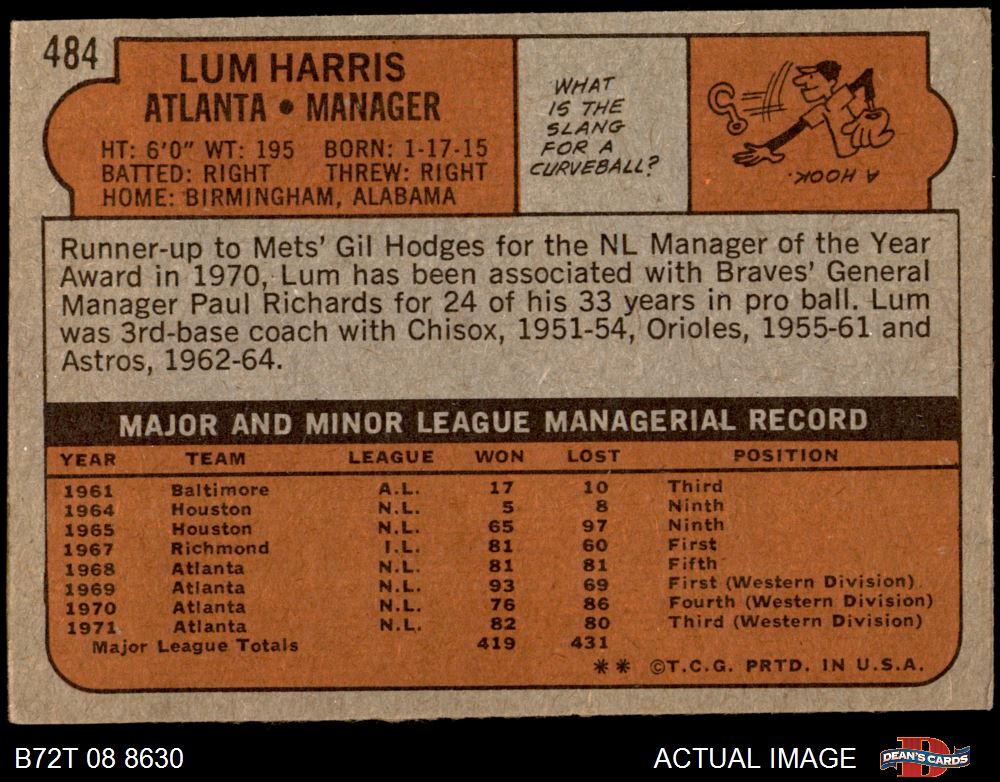 484
LUM HARRIS
ATLANTA • MANAGER
HT: 6'0" WT: 195 BORN: 1-17-15
BATTED: RIGHT THREW: RIGHT
HOME: BIRMINGHAM, ALABAMA
WHAT
IS THE
SLANG
FOR A
CURVEBALL?
A HOOK.
Runner-up to Mets' Gil Hodges for the NL Manager of the Year
Award in 1970, Lum has been associated with Braves' General
Manager Paul Richards for 24 of his 33 years in pro ball. Lum
was 3rd-base coach with Chisox, 1951-54, Orioles, 1955-61 and
Astros, 1962-64.
MAJOR AND MINOR LEAGUE MANAGERIAL RECORD
YEAR TEAM LEAGUE WON LOST POSITION
1961 Baltimore A.L. 17 10 Third
1964 Houston N.L. 5 8 Ninth
1965 Houston N.L. 65 97 Ninth
1967 Richmond I.L. 81 60 First
1968 Atlanta N.L. 81 81 Fifth
1969 Atlanta N.L. 93 69 First (Western Division)
1970 Atlanta N.L. 76 86 Fourth (Western Division)
1971 Atlanta N.L. 82 80 Third (Western Division)
Major League Totals 419 431
** ©T.C.G. PRTD. IN U.S.A.
B72T 08 8630 ACTUAL IMAGE DEAN'S CARDS